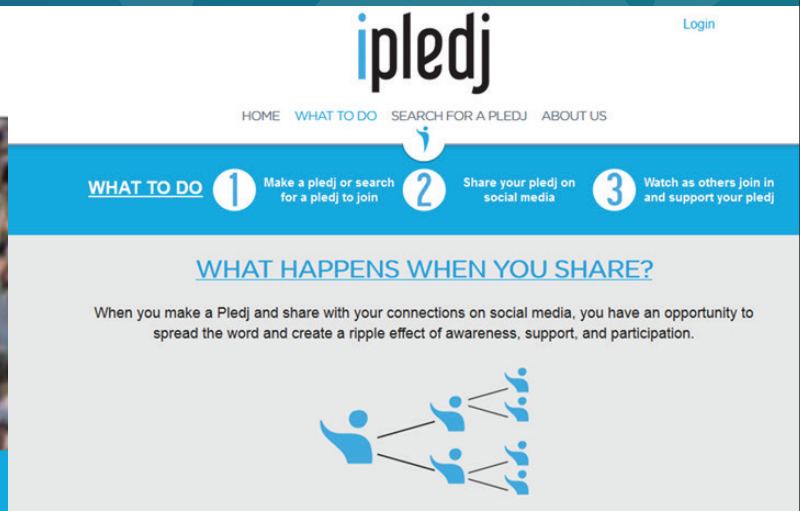 ipledj
Login
HOME WHAT TO DO SEARCH FOR A PLEDJ ABOUT US
WHAT TO DO
1
Make a pledj or search
for a pledj to join
2
Share your pledj on
social media
3
Watch as others join in
and support your pledj
WHAT HAPPENS WHEN YOU SHARE?
When you make a Pledj and share with your connections on social media, you have an opportunity to
spread the word and create a ripple effect of awareness, support, and participation.